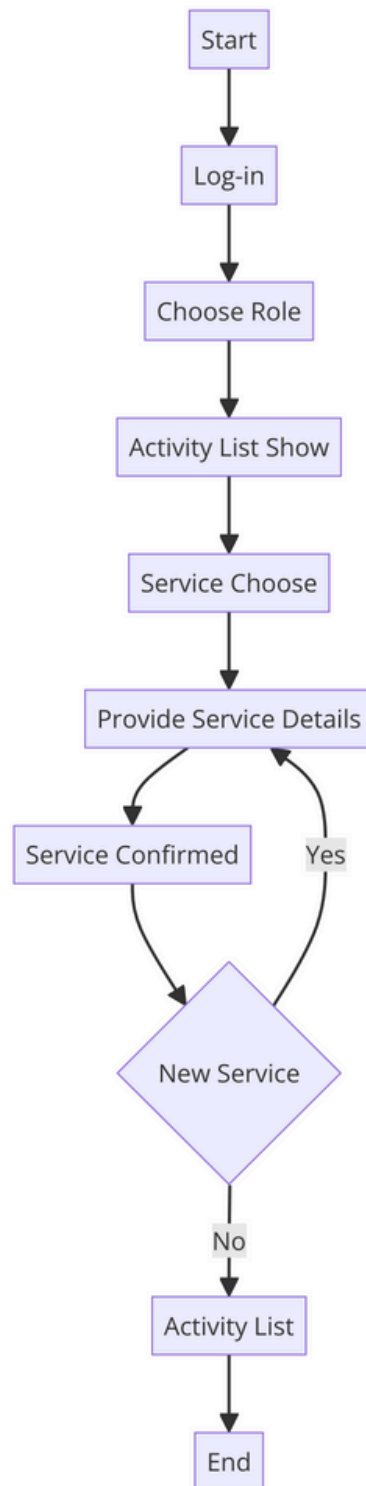 Start
Log-in
Choose Role
Activity List Show
Service Choose
Provide Service Details
Service Confirmed
Yes
New Service
No
Activity List
End